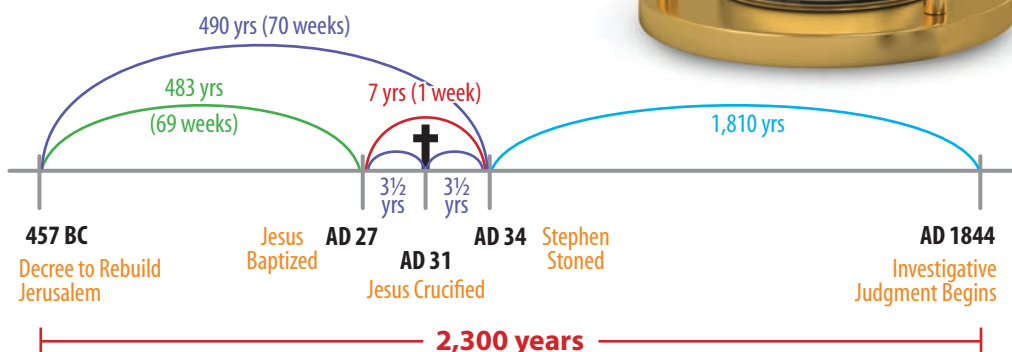 490 yrs (70 weeks)
483 yrs
(69 weeks)
7 yrs (1 week)
1,810 yrs
3½
yrs
3½
yrs
457 BC
Decree to Rebuild
Jerusalem
Jesus
Baptized
AD 27
AD 31
Jesus Crucified
AD 34
Stephen
Stoned
AD 1844
Investigative
Judgment Begins
2,300 years